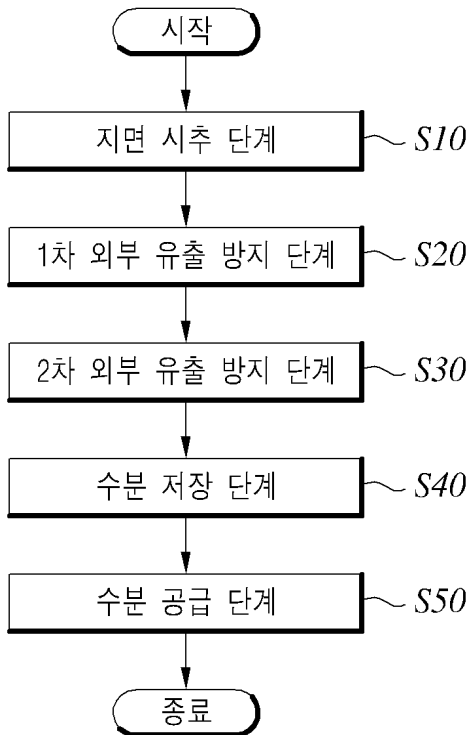 시작
지면 시추 단계 S10
1차 외부 유출 방지 단계 S20
2차 외부 유출 방지 단계 S30
수분 저장 단계 S40
수분 공급 단계 S50
종료